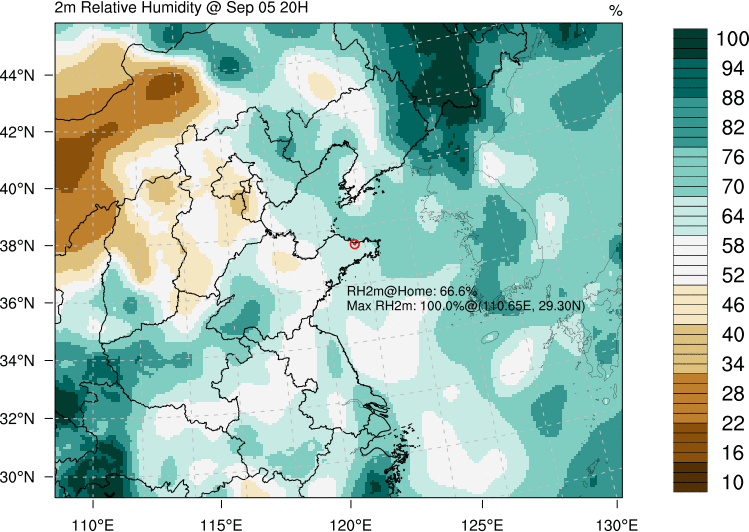 2m Relative Humidity @ Sep 05 20H
%
44°N
42°N
40°N
38°N
36°N
34°N
32°N
30°N
RH2m@Home: 66.6%
Max RH2m: 100.0%@(110.65E, 29.30N)
110°E
115°E
120°E
125°E
130°E
100
94
88
82
76
70
64
58
52
46
40
34
28
22
16
10